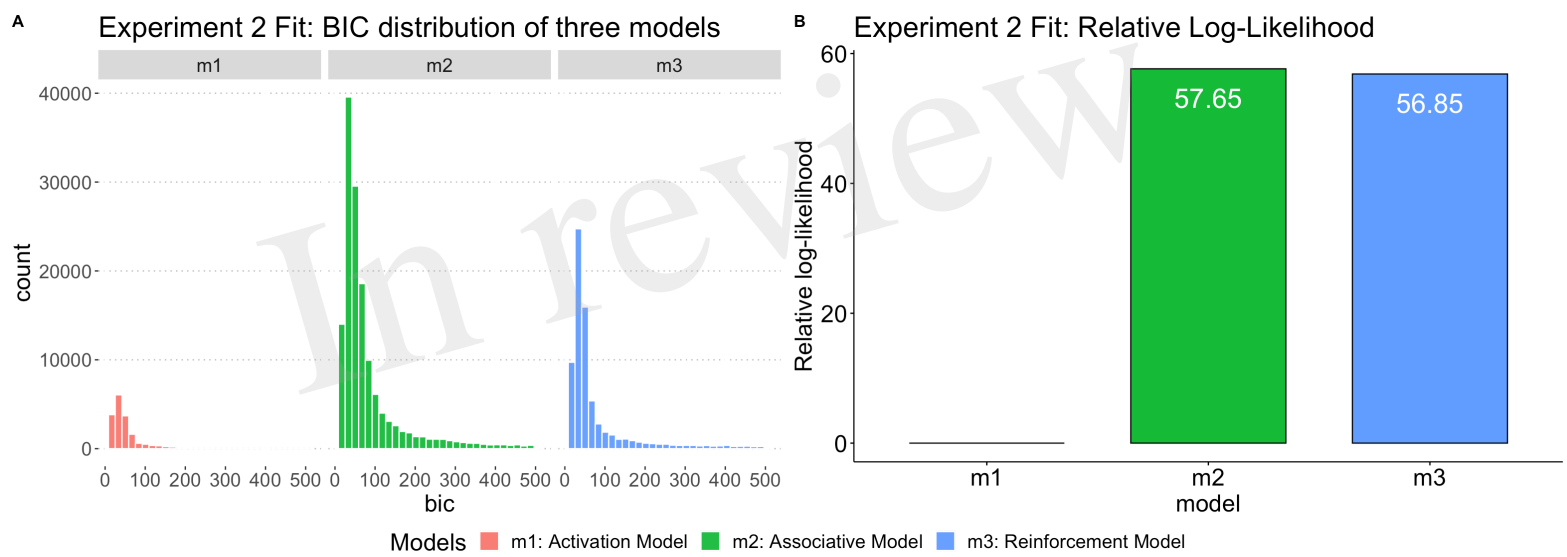 A
Experiment 2 Fit: BIC distribution of three models
m1 m2 m3
40000
30000
20000
10000
0
count
0 100 200 300 400 500 0 100 200 300 400 500 0 100 200 300 400 500
bic
B
Experiment 2 Fit: Relative Log-Likelihood
60
40
20
0
Relative log-likelihood
57.65
56.85
m1 m2 m3
model
Models m1: Activation Model m2: Associative Model m3: Reinforcement Model
In review